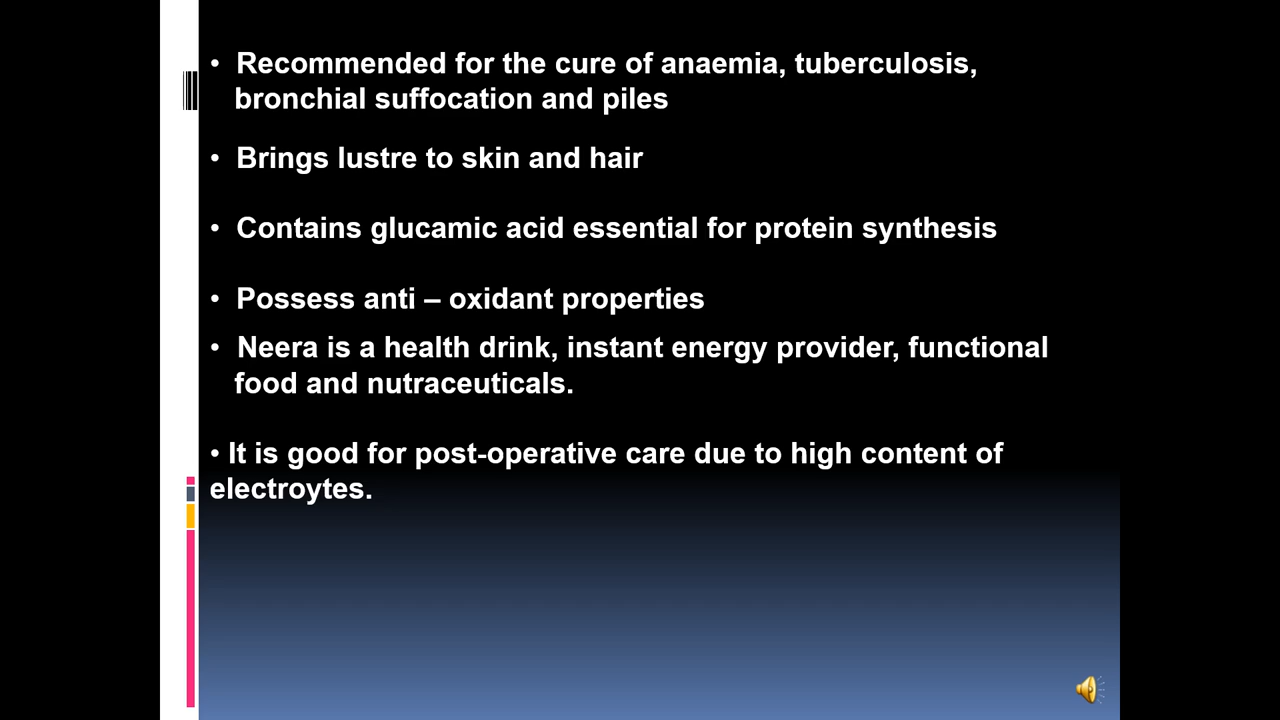 • Recommended for the cure of anaemia, tuberculosis,
bronchial suffocation and piles
• Brings lustre to skin and hair
• Contains glucamic acid essential for protein synthesis
• Possess anti – oxidant properties
• Neera is a health drink, instant energy provider, functional
food and nutraceuticals.
• It is good for post-operative care due to high content of
electroytes.